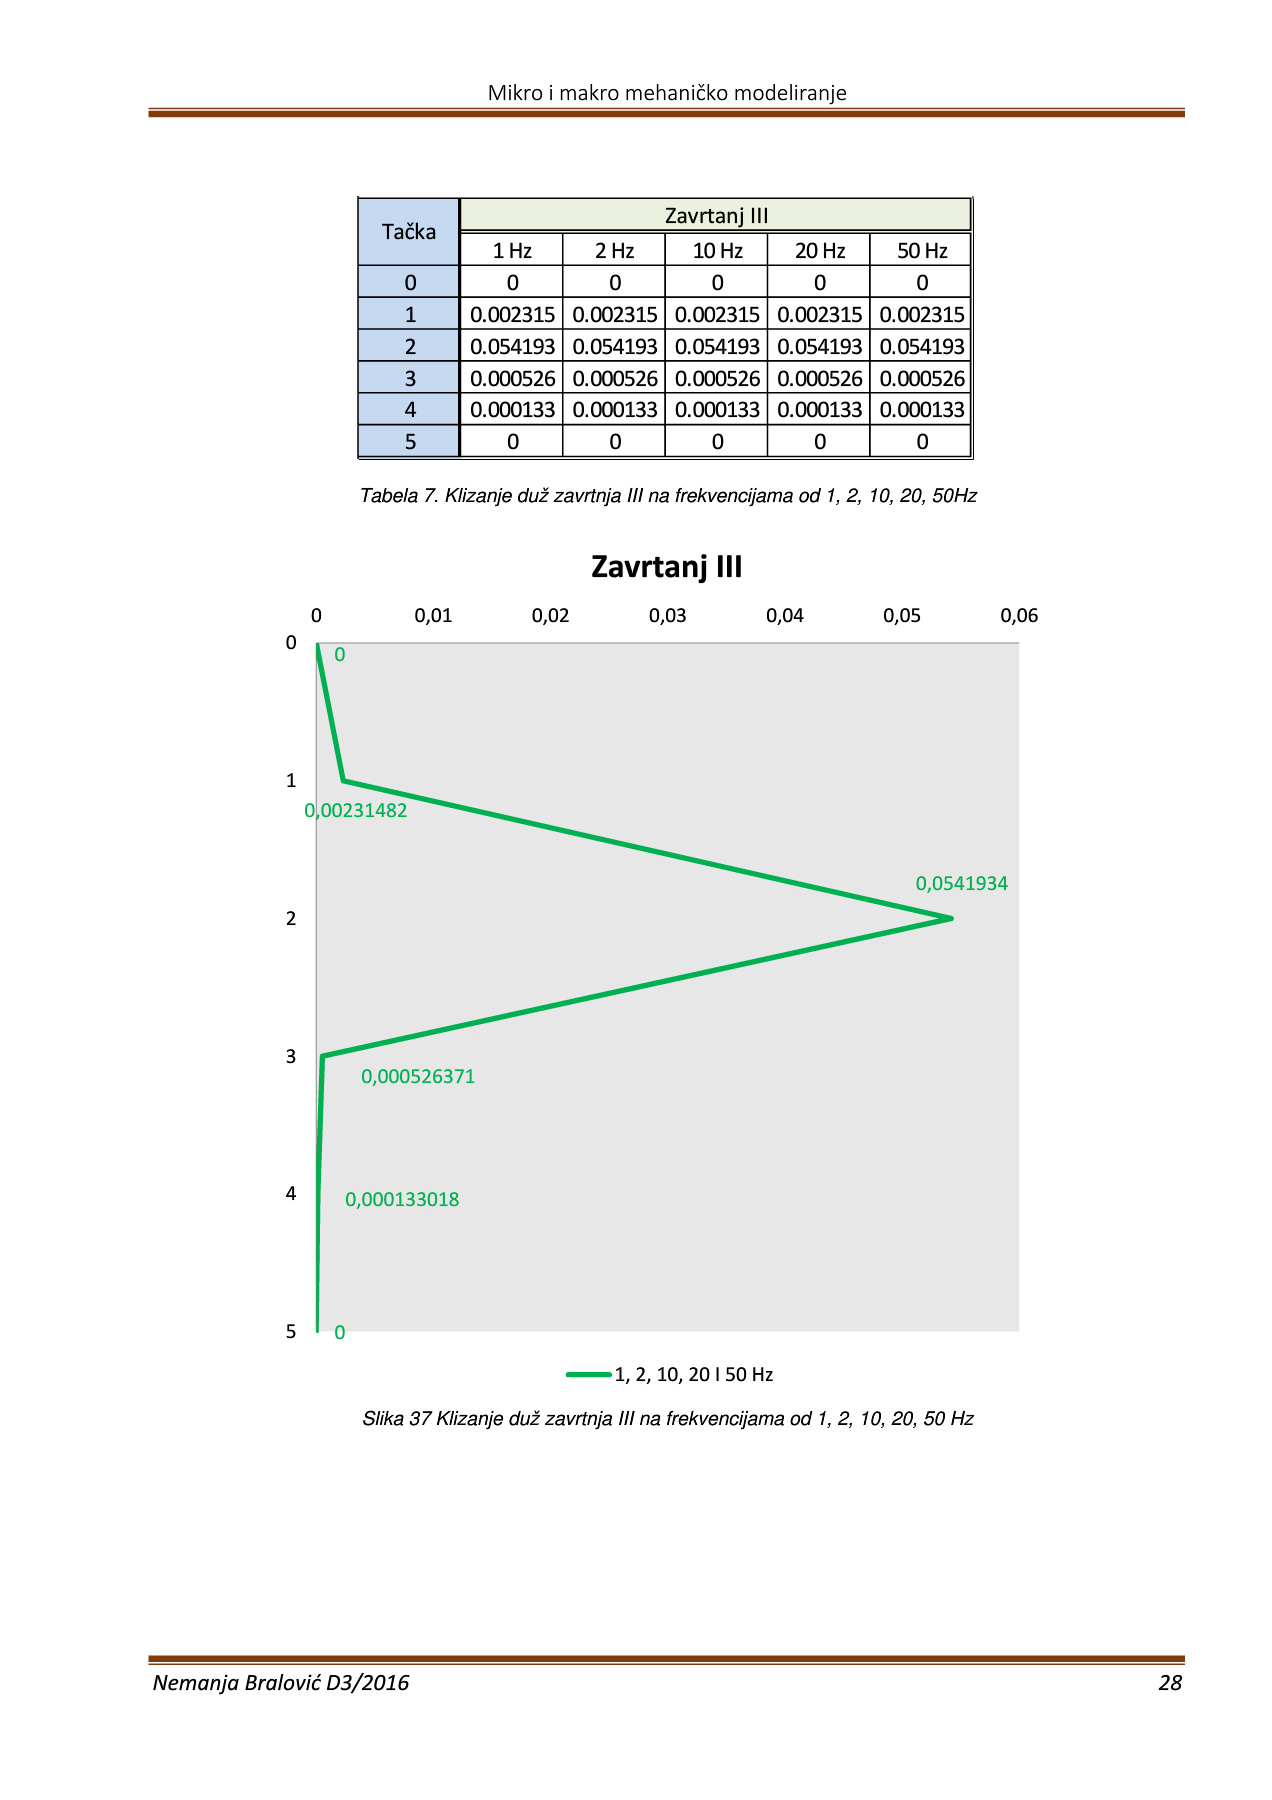 Mikro i makro mehaničko modeliranje
Tačka Zavrtanj III
1 Hz 2 Hz 10 Hz 20 Hz 50 Hz
0 0 0 0 0 0
1 0.002315 0.002315 0.002315 0.002315 0.002315
2 0.054193 0.054193 0.054193 0.054193 0.054193
3 0.000526 0.000526 0.000526 0.000526 0.000526
4 0.000133 0.000133 0.000133 0.000133 0.000133
5 0 0 0 0 0
Tabela 7. Klizanje duž zavrtnja III na frekvencijama od 1, 2, 10, 20, 50Hz
Zavrtanj III
0 0,01 0,02 0,03 0,04 0,05 0,06
0 0
1
0,00231482
0,0541934
2
3
0,000526371
4 0,000133018
5 0
1, 2, 10, 20 I 50 Hz
Slika 37 Klizanje duž zavrtnja III na frekvencijama od 1, 2, 10, 20, 50 Hz
Nemanja Bralović D3/2016 28